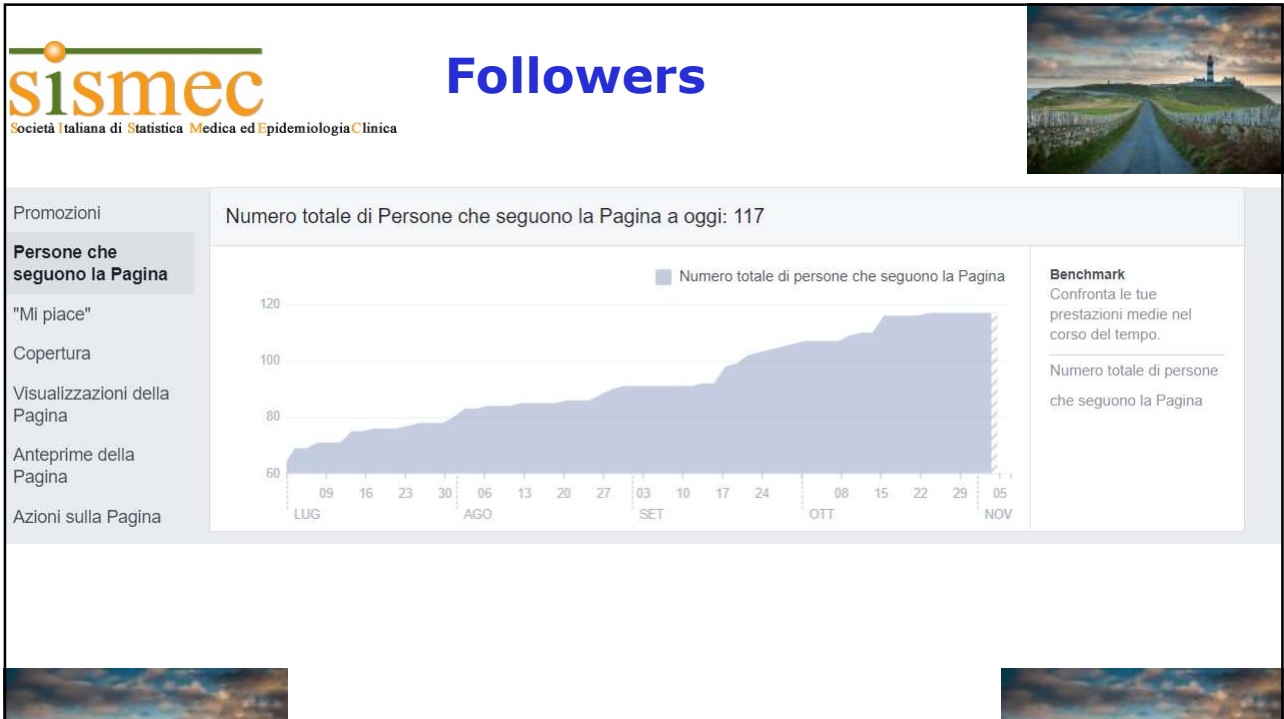 Followers
sismec
Società Italiana di Statistica Medica ed Epidemiologia Clinica
Promozioni
Persone che
seguono la Pagina
"Mi piace"
Copertura
Visualizzazioni della
Pagina
Anteprime della
Pagina
Azioni sulla Pagina
Numero totale di Persone che seguono la Pagina a oggi: 117
Numero totale di persone che seguono la Pagina
120
100
80
60
09 16 23 30 06 13 20 27 03 10 17 24 08 15 22 29 05
LUG AGO SET OTT NOV
Benchmark
Confronta le tue
prestazioni medie nel
corso del tempo.
Numero totale di persone
che seguono la Pagina